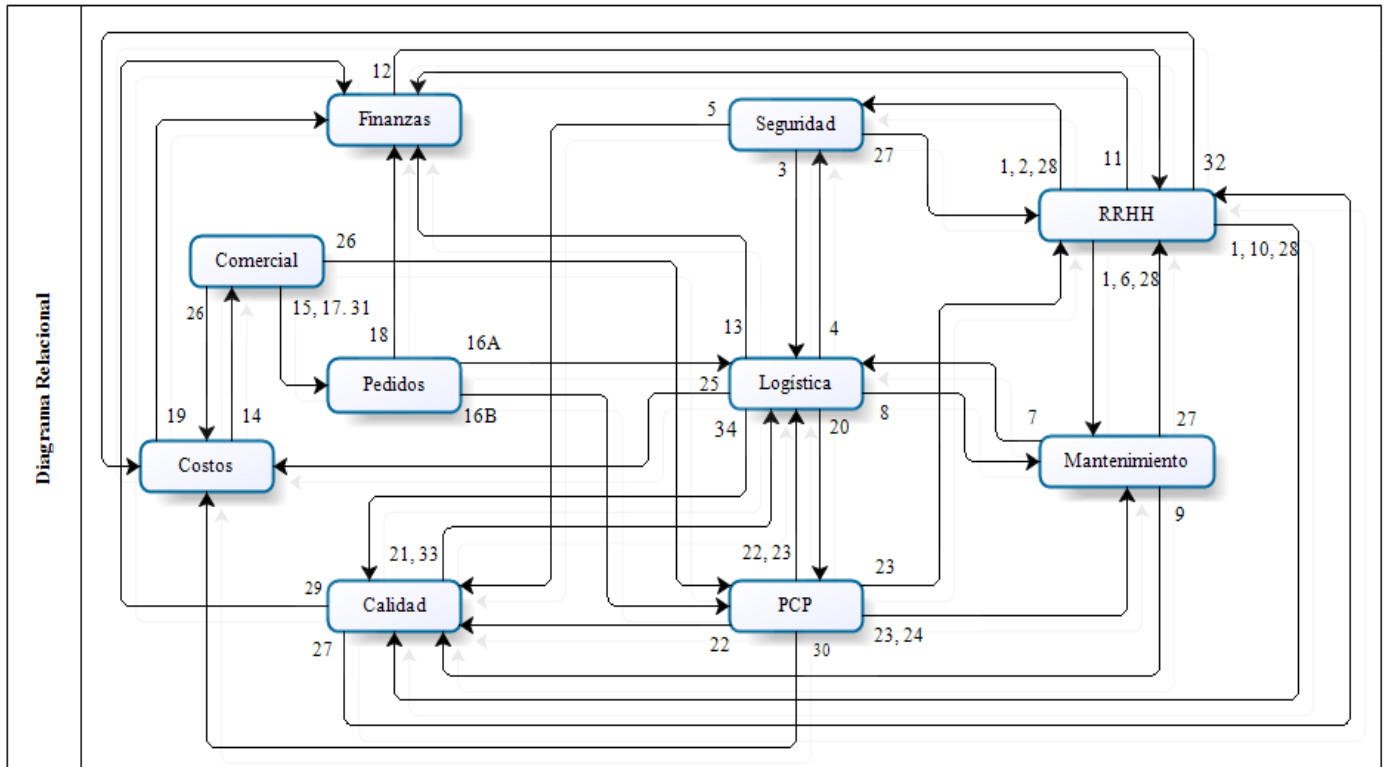 Diagrama Relacional
12
Finanzas
5
Seguridad
3
27
1, 2, 28
11
32
RRHH
1, 10, 28
1, 6, 28
26
Comercial
26
15, 17. 31
18
16A
13
4
Pedidos
Logística
25
16B
8
34
20
7
27
19
14
Costos
Mantenimiento
9
21, 33
22, 23
23
29
Calidad
PCP
23, 24
27
22
30